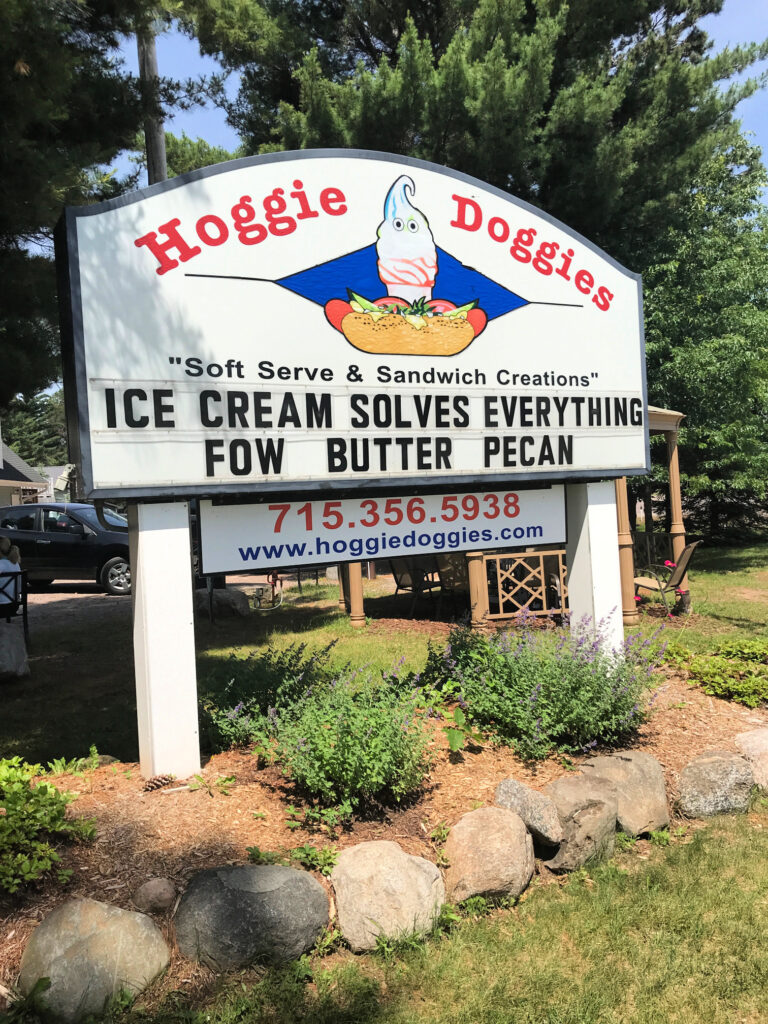 Hoggie Doggies
"Soft Serve & Sandwich Creations"
ICE CREAM SOLVES EVERYTHING
FOW BUTTER PECAN
715.356.5938
www.hoggiedoggies.com